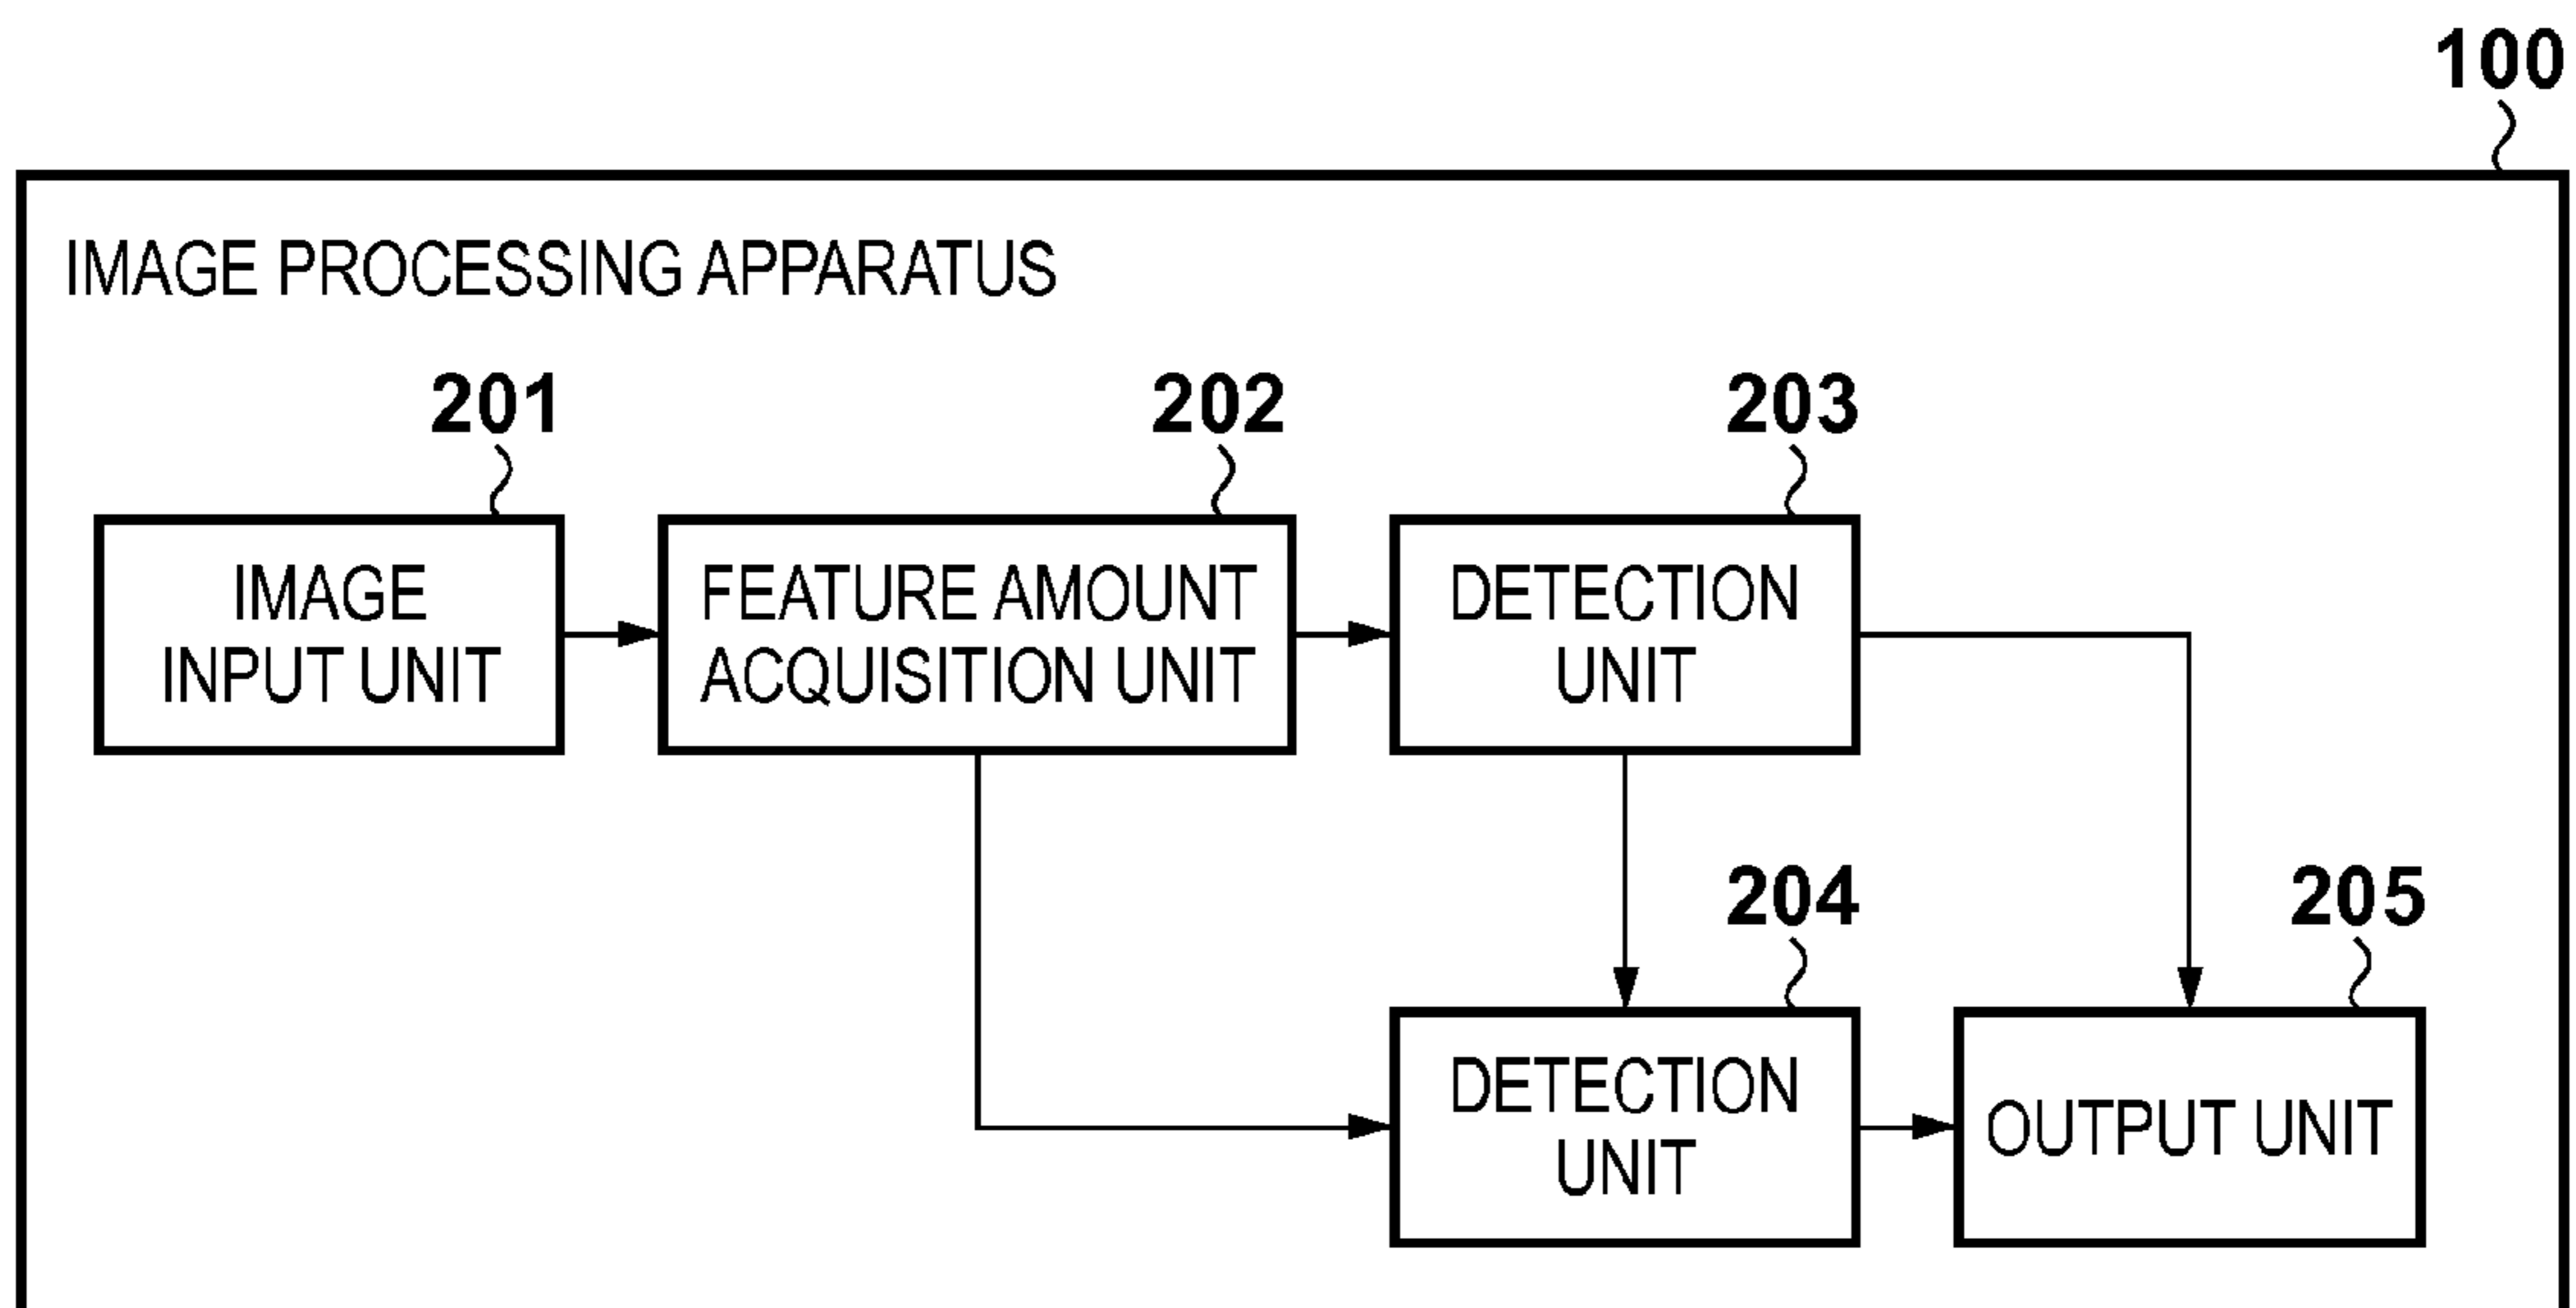 100
IMAGE PROCESSING APPARATUS
201
202
203
IMAGE
INPUT UNIT
FEATURE AMOUNT
ACQUISITION UNIT
DETECTION
UNIT
204
205
DETECTION
UNIT
OUTPUT UNIT